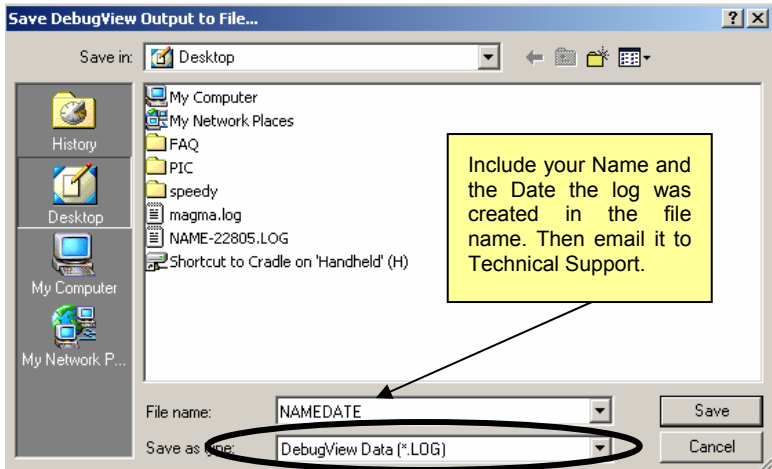 Save DebugView Output to File...
Save in:
Desktop
History
Desktop
My Computer
My Network P...
My Computer
My Network Places
FAQ
PIC
speedy
magma.log
NAME-22805.LOG
Shortcut to Cradle on 'Handheld' (H)
Include your Name and
the Date the log was
created in the file
name. Then email it to
Technical Support.
File name:
NAMEDATE
Save
Save as type:
DebugView Data (*.LOG)
Cancel